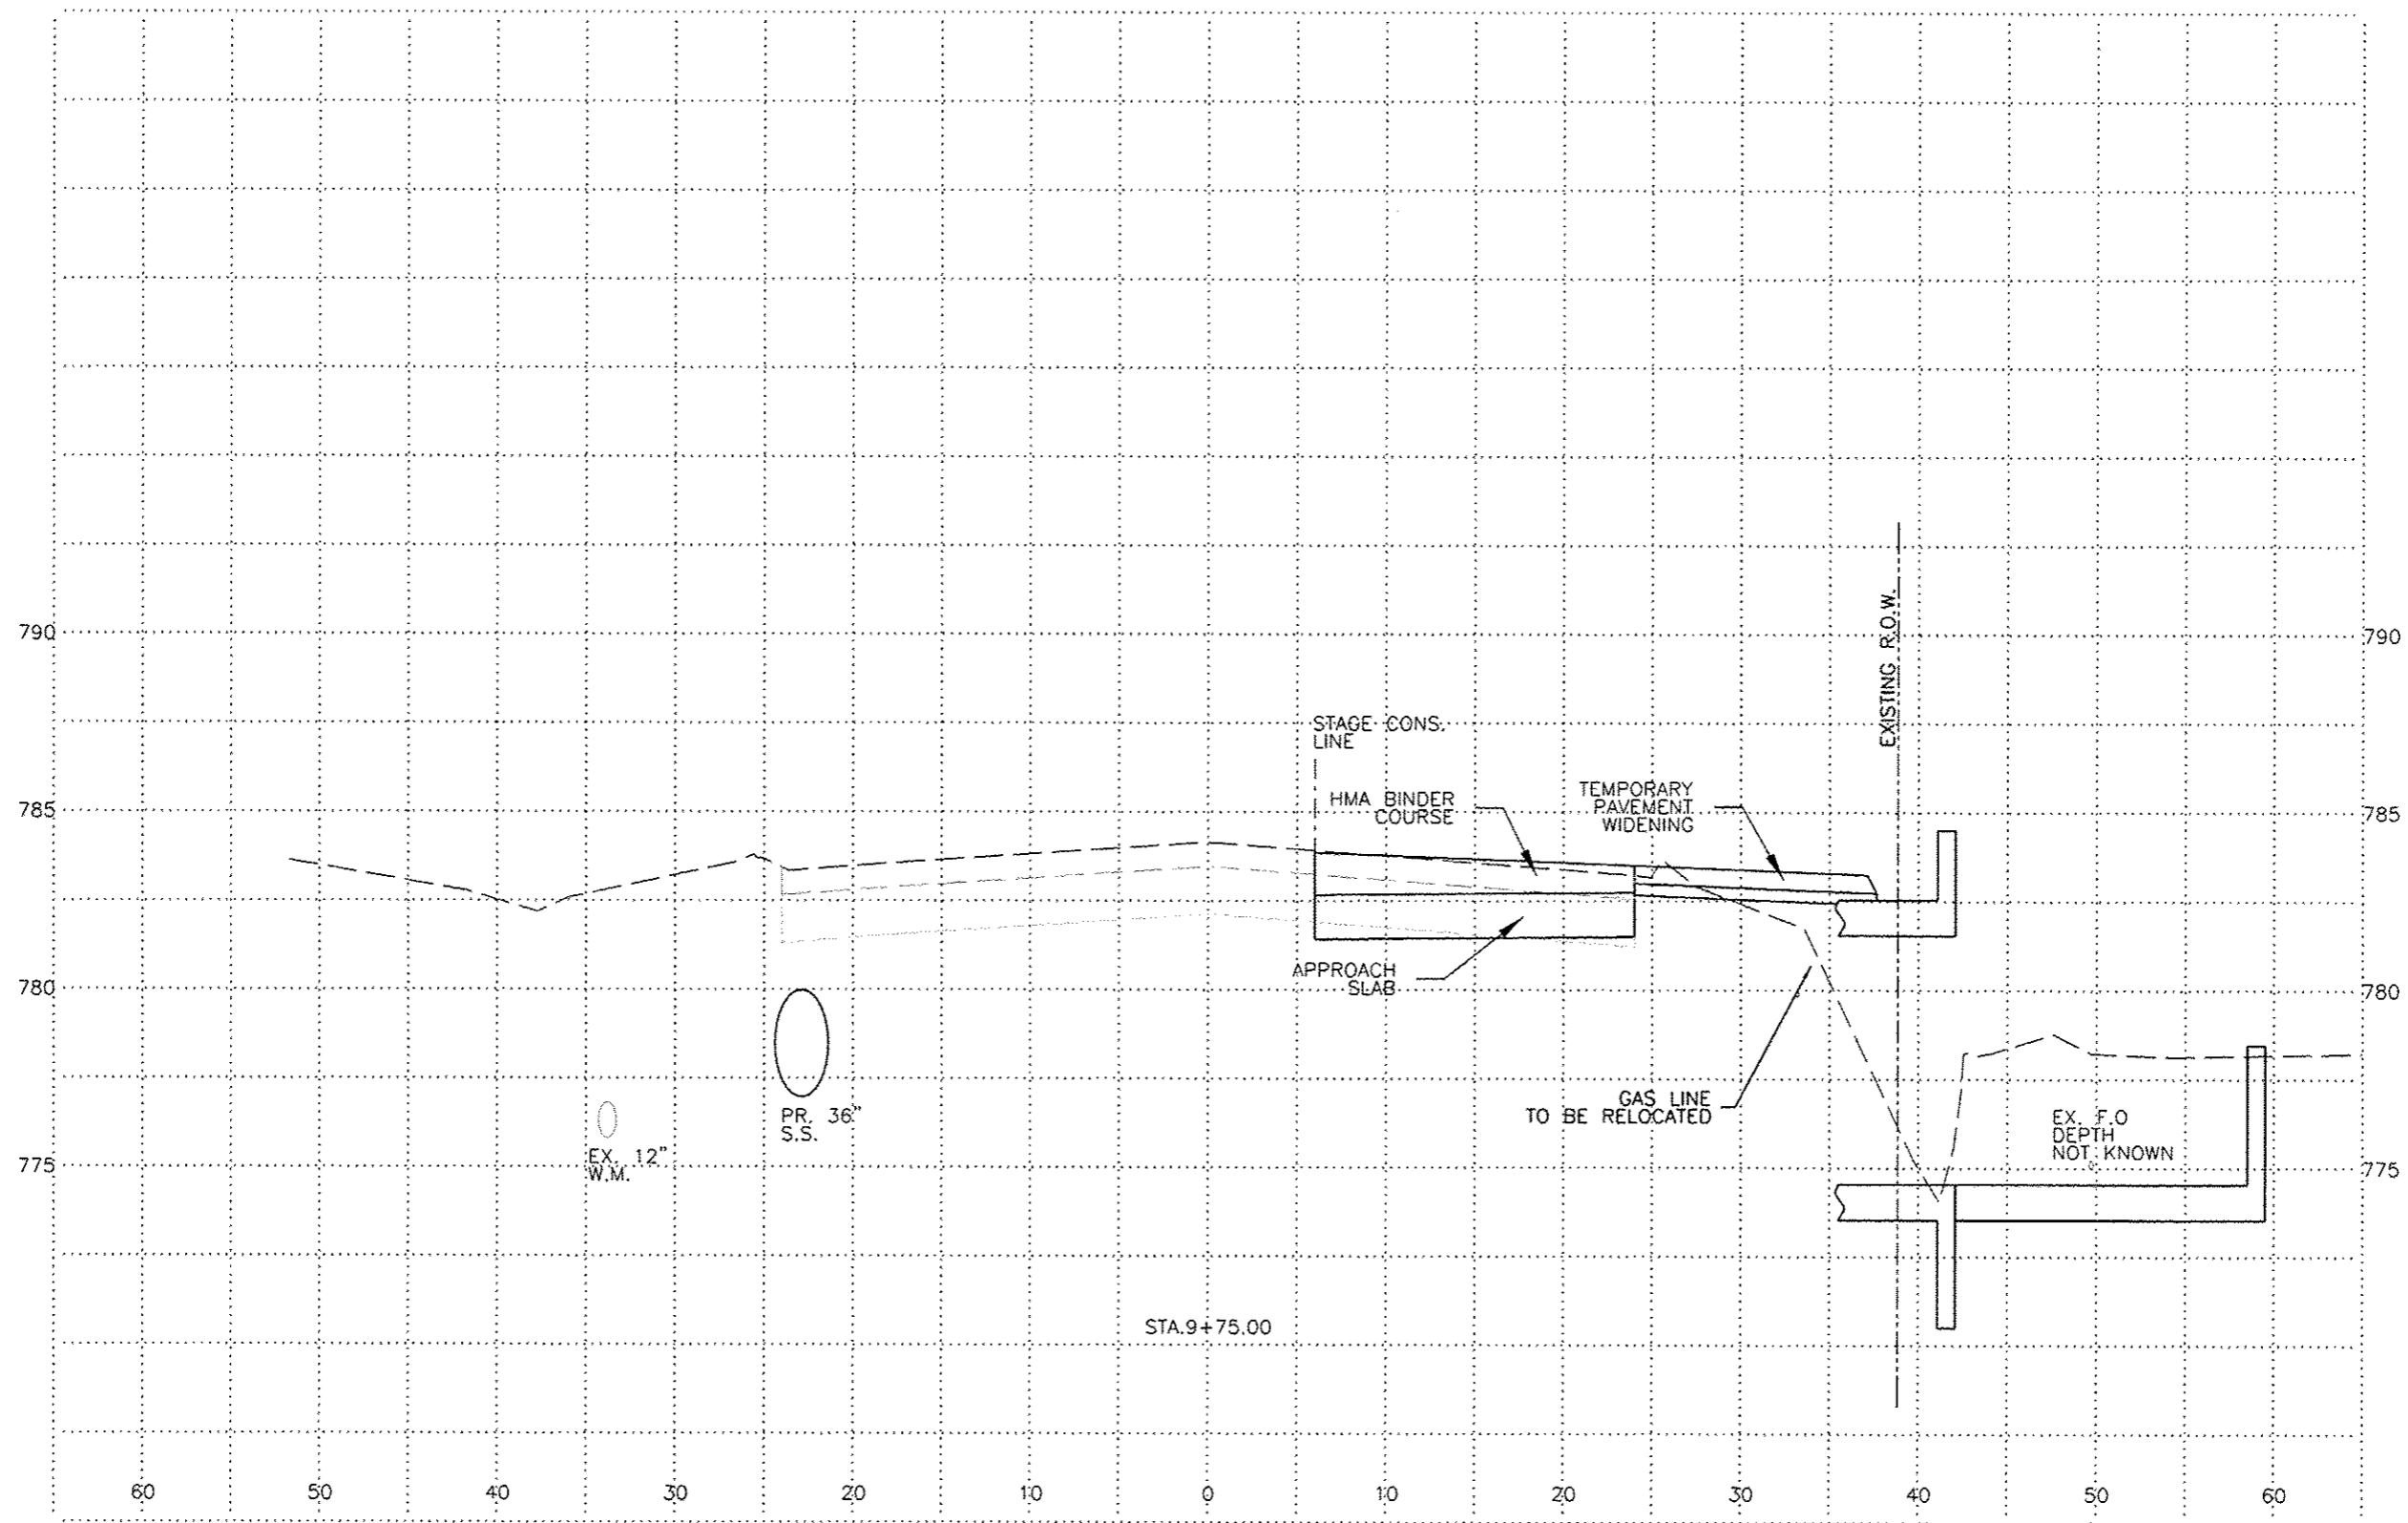 790
790
EXISTING R.O.W.
STAGE CONS.
LINE
785
HMA BINDER
COURSE
TEMPORARY
PAVEMENT
WIDENING
785
780
APPROACH
SLAB
780
PR. 36"
S.S.
GAS LINE
TO BE RELOCATED
EX. F.O
DEPTH
NOT KNOWN
775
EX. 12"
W.M.
775
STA.9+75.00
60
50
40
30
20
10
0
10
20
30
40
50
60